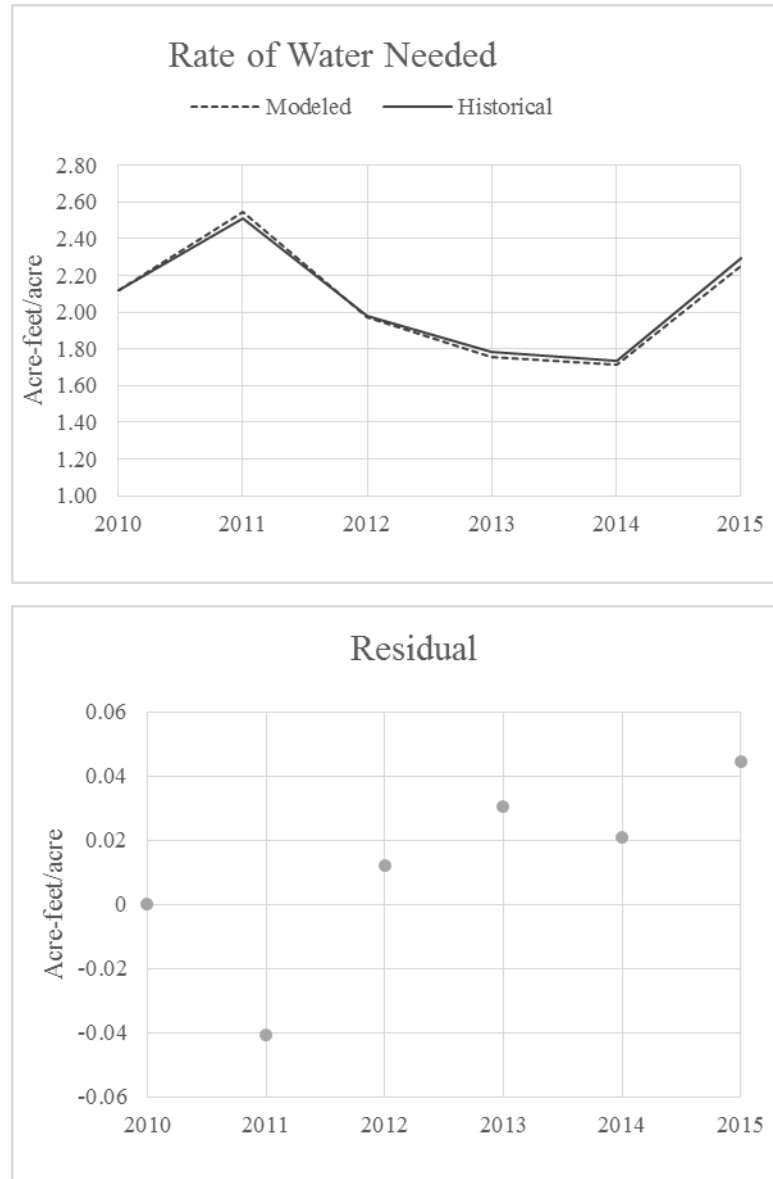 Rate of Water Needed
Modeled Historical
Acre-feet/acre
2.80
2.60
2.40
2.20
2.00
1.80
1.60
1.40
1.20
1.00
2010 2011 2012 2013 2014 2015
Residual
Acre-feet/acre
0.06
0.04
0.02
0
-0.02
-0.04
-0.06
2010 2011 2012 2013 2014 2015